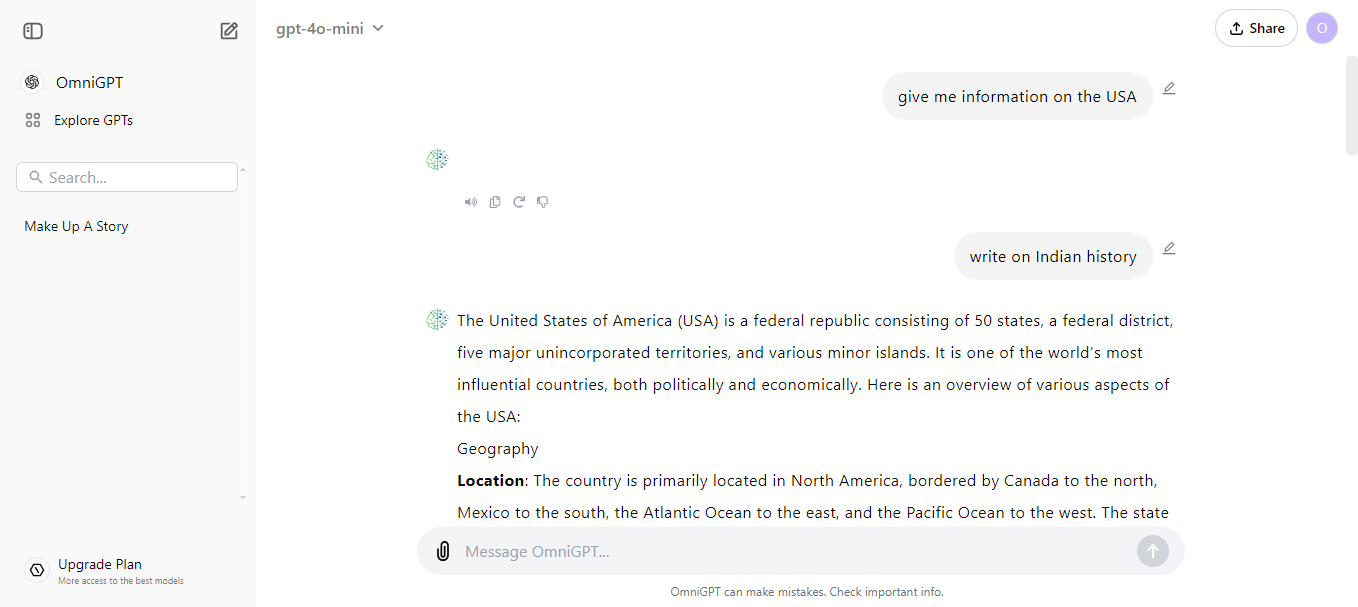 gpt-4o-mini
Share
O
OmniGPT
Explore GPTs
Search...
Make Up A Story
give me information on the USA
write on Indian history
The United States of America (USA) is a federal republic consisting of 50 states, a federal district,
five major unincorporated territories, and various minor islands. It is one of the world's most
influential countries, both politically and economically. Here is an overview of various aspects of
the USA:
Geography
Location: The country is primarily located in North America, bordered by Canada to the north,
Mexico to the south, the Atlantic Ocean to the east, and the Pacific Ocean to the west. The state
Message OmniGPT...
Upgrade Plan
More access to the best models
OmniGPT can make mistakes. Check important info.